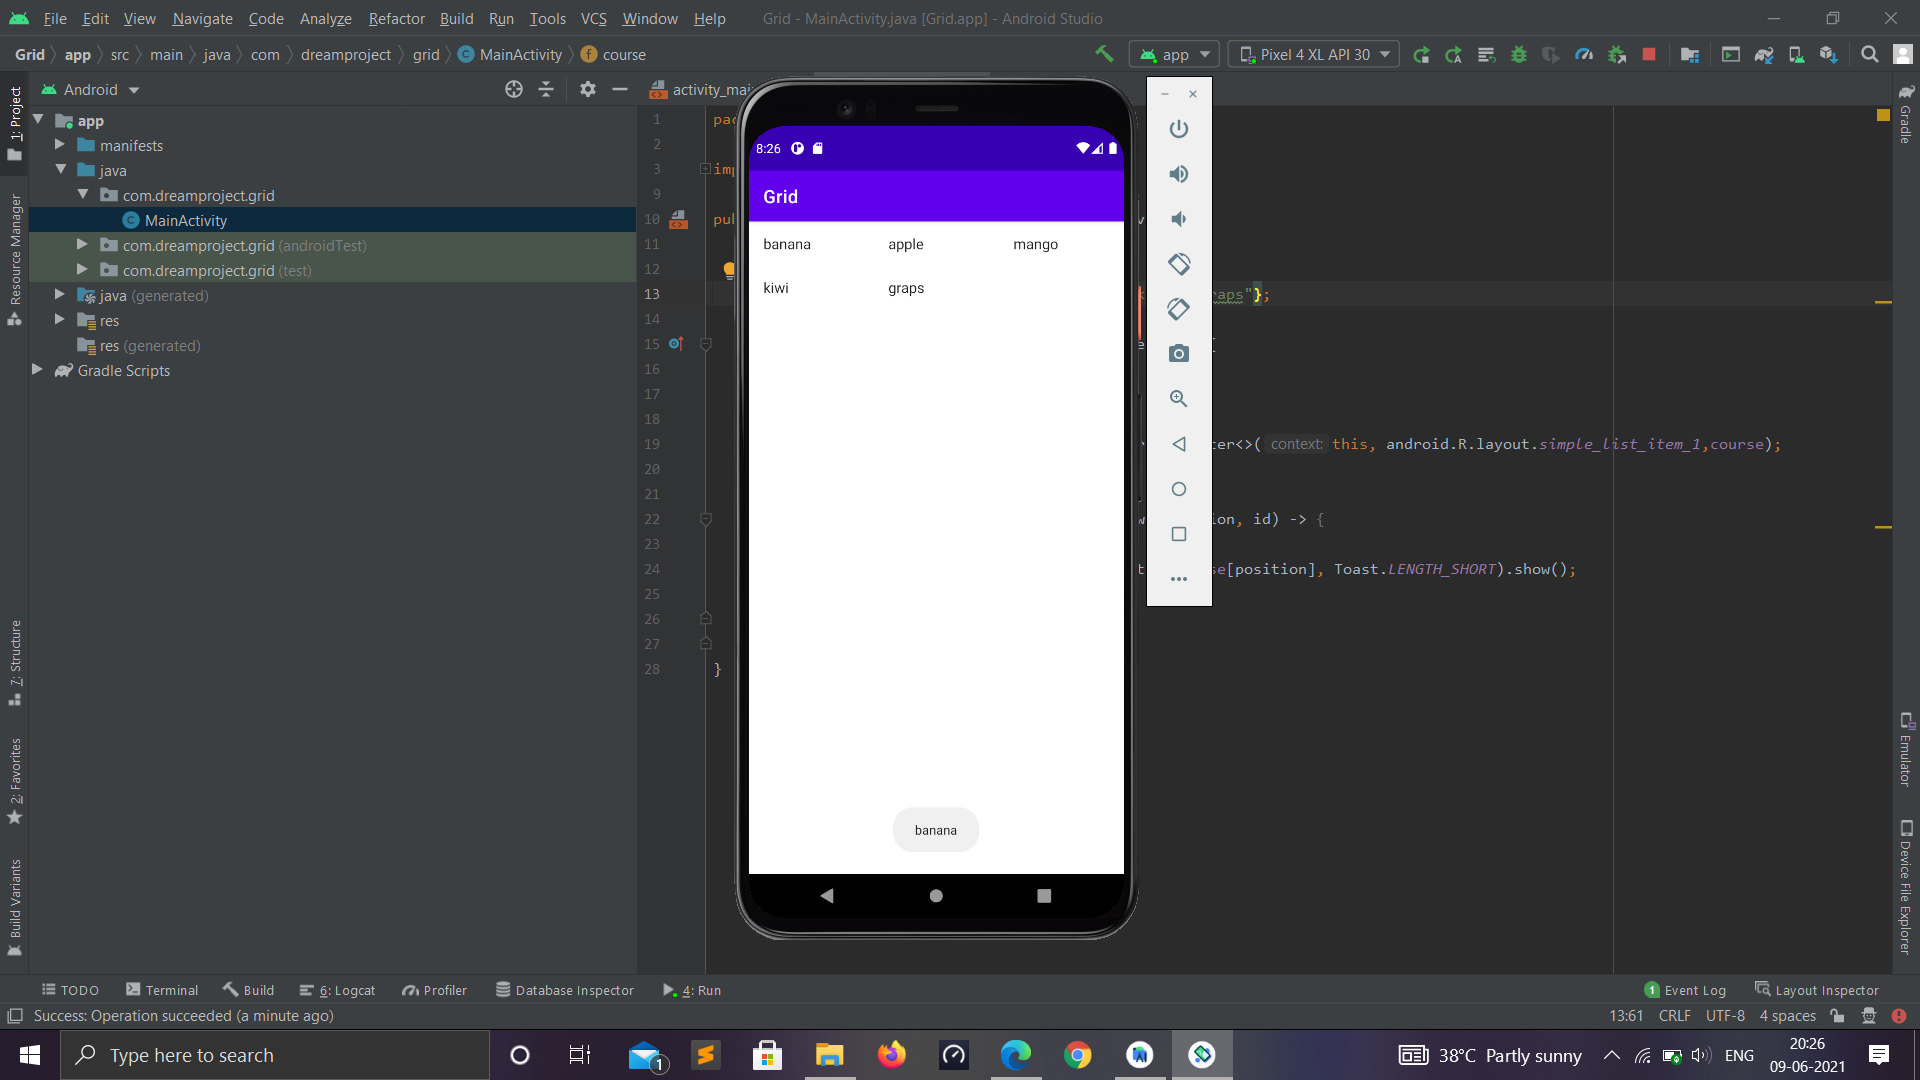 File Edit View Navigate Code Analyze Refactor Build Run Tools VCS Window Help Grid - MainActivity.java [Grid.app] - Android Studio
Grid app src main java com dreamproject grid MainActivity course app Pixel 4 XL API 30
Android
activity_mai
1: Project
Resource Manager
7: Structure
2: Favorites
Build Variants
app
manifests
java
com.dreamproject.grid
MainActivity
com.dreamproject.grid (androidTest)
com.dreamproject.grid (test)
java (generated)
res
res (generated)
Gradle Scripts
1
2
3
9
10
11
12
13 aps"};
14
15
16
17
18
19 ter<>( context: this, android.R.layout.simple_list_item_1,course);
20
21
22 ion, id) -> {
23
24 e[position], Toast.LENGTH_SHORT).show();
25
26
27
28 }
8:26
Grid
banana apple mango
kiwi graps
banana
Gradle
Emulator
Device File Explorer
TODO Terminal Build 6: Logcat Profiler Database Inspector 4: Run 1 Event Log Layout Inspector
Success: Operation succeeded (a minute ago) 13:61 CRLF UTF-8 4 spaces
Type here to search 1 38°C Partly sunny ENG 20:26
09-06-2021